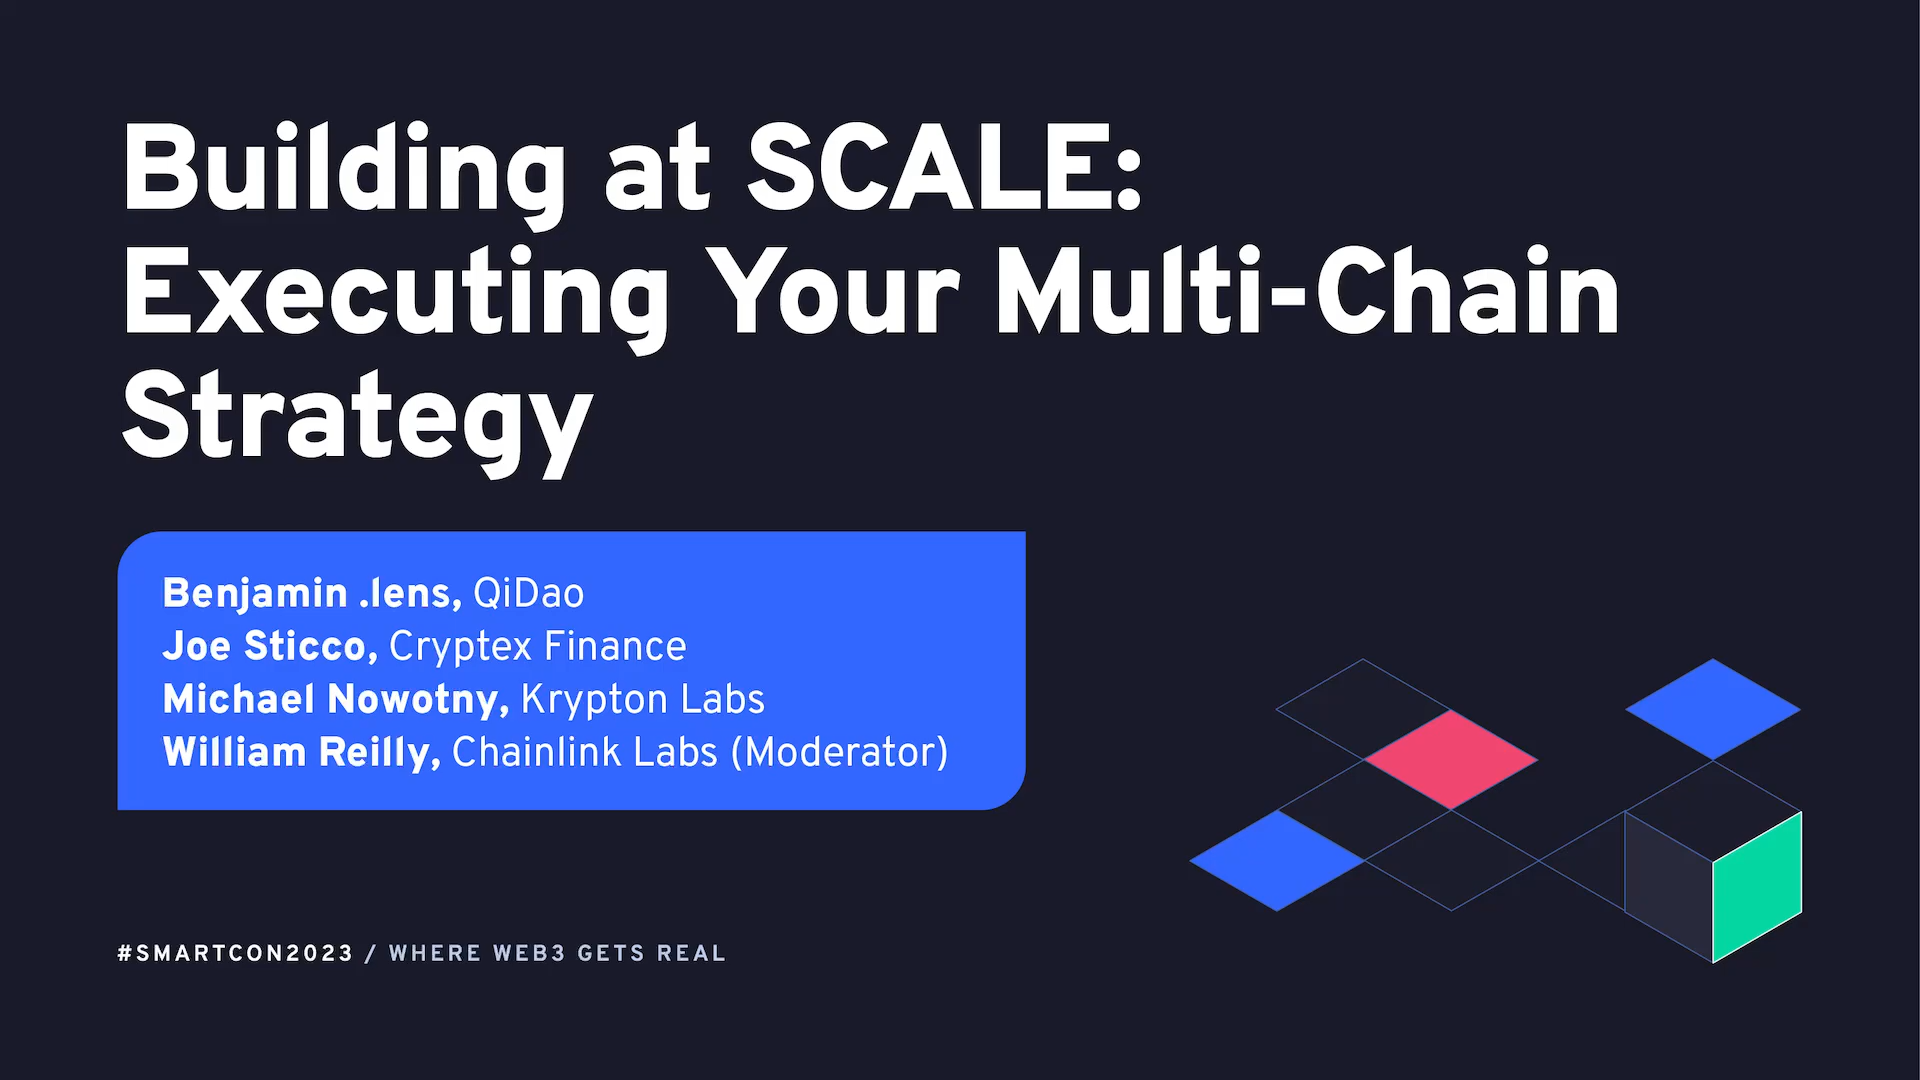 Building at SCALE:
Executing Your Multi-Chain
Strategy
Benjamin .lens, QiDao
Joe Sticco, Cryptex Finance
Michael Nowotny, Krypton Labs
William Reilly, Chainlink Labs (Moderator)
#SMARTCON2023 / WHERE WEB3 GETS REAL